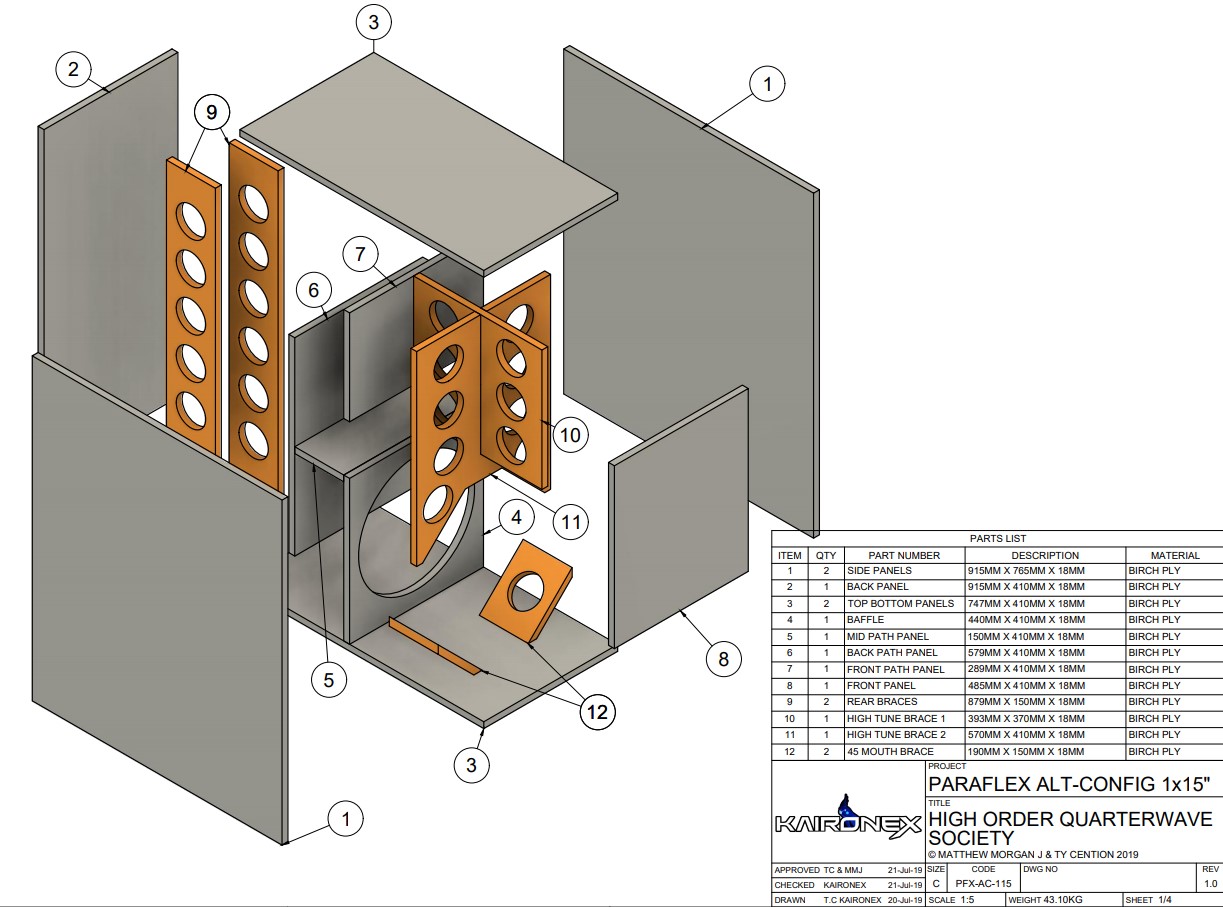 3
2
1
9
7
6
10
4
11
5
8
12
3
1
PARTS LIST
ITEM QTY PART NUMBER DESCRIPTION MATERIAL
1 2 SIDE PANELS 915MM X 765MM X 18MM BIRCH PLY
2 1 BACK PANEL 915MM X 410MM X 18MM BIRCH PLY
3 2 TOP BOTTOM PANELS 747MM X 410MM X 18MM BIRCH PLY
4 1 BAFFLE 440MM X 410MM X 18MM BIRCH PLY
5 1 MID PATH PANEL 150MM X 410MM X 18MM BIRCH PLY
6 1 BACK PATH PANEL 579MM X 410MM X 18MM BIRCH PLY
7 1 FRONT PATH PANEL 289MM X 410MM X 18MM BIRCH PLY
8 1 FRONT PANEL 485MM X 410MM X 18MM BIRCH PLY
9 2 REAR BRACES 879MM X 150MM X 18MM BIRCH PLY
10 1 HIGH TUNE BRACE 1 393MM X 370MM X 18MM BIRCH PLY
11 1 HIGH TUNE BRACE 2 570MM X 410MM X 18MM BIRCH PLY
12 2 45 MOUTH BRACE 190MM X 150MM X 18MM BIRCH PLY
KAIRONEX
PROJECT
PARAFLEX ALT-CONFIG 1x15"
TITLE
HIGH ORDER QUARTERWAVE
SOCIETY
© MATTHEW MORGAN J & TY CENTION 2019
APPROVED TC & MMJ 21-Jul-19
CHECKED KAIRONEX 21-Jul-19
DRAWN T.C KAIRONEX 20-Jul-19
SIZE CODE DWG NO REV
C PFX-AC-115 1.0
SCALE 1:5 WEIGHT 43.10KG SHEET 1/4